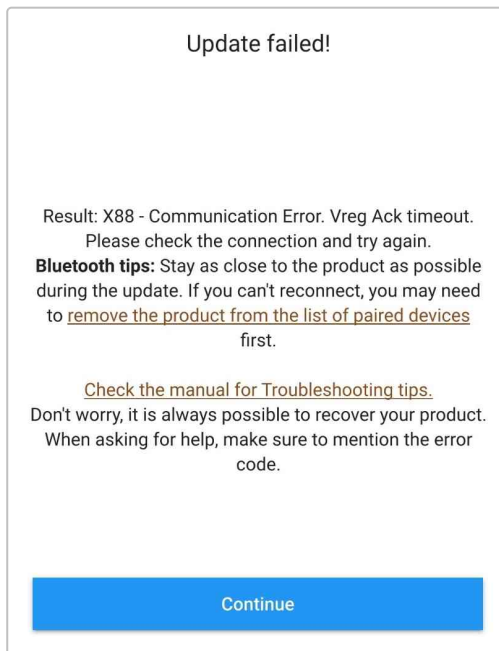 Update failed!
Result: X88 - Communication Error. Vreg Ack timeout.
Please check the connection and try again.
Bluetooth tips: Stay as close to the product as possible
during the update. If you can't reconnect, you may need
to remove the product from the list of paired devices
first.
Check the manual for Troubleshooting tips.
Don't worry, it is always possible to recover your product.
When asking for help, make sure to mention the error
code.
Continue